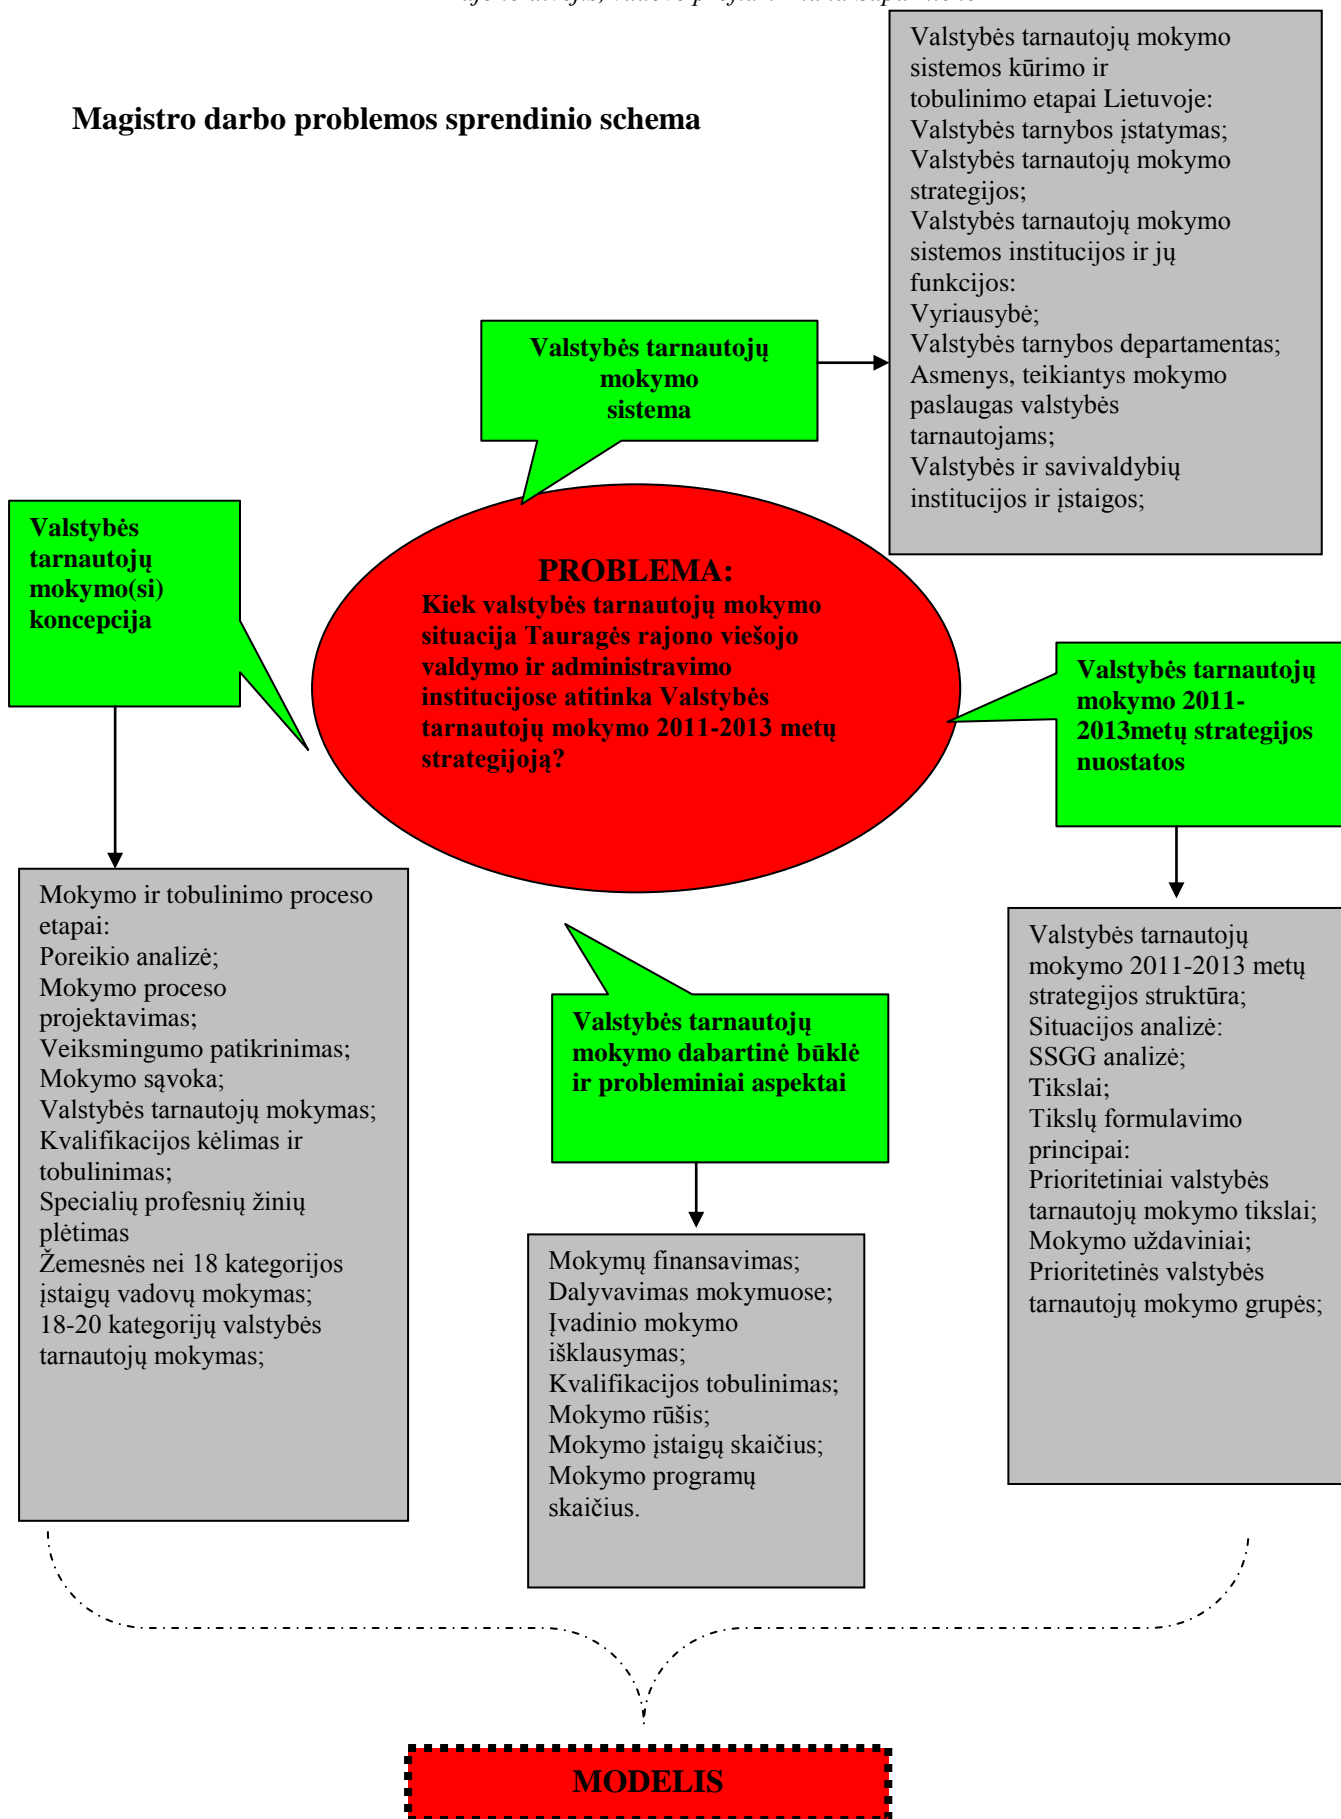 Magistro darbo problemos sprendinio schema
Valstybės tarnautojų mokymo
sistemos kūrimo ir
tobulinimo etapai Lietuvoje:
Valstybės tarnybos įstatymas;
Valstybės tarnautojų mokymo
strategijos;
Valstybės tarnautojų mokymo
sistemos institucijos ir jų
funkcijos:
Vyriausybė;
Valstybės tarnybos departamentas;
Asmenys, teikiantys mokymo
paslaugas valstybės
tarnautojams;
Valstybės ir savivaldybių
institucijos ir įstaigos;
Valstybės tarnautojų
mokymo
sistema
Valstybės
tarnautojų
mokymo(si)
koncepcija
PROBLEMA:
Kiek valstybės tarnautojų mokymo
situacija Tauragės rajono viešojo
valdymo ir administravimo
institucijose atitinka Valstybės
tarnautojų mokymo 2011-2013 metų
strategijoją?
Valstybės tarnautojų
mokymo 2011-
2013metų strategijos
nuostatos
Mokymo ir tobulinimo proceso
etapai:
Poreikio analizė;
Mokymo proceso
projektavimas;
Veiksmingumo patikrinimas;
Mokymo sąvoka;
Valstybės tarnautojų mokymas;
Kvalifikacijos kėlimas ir
tobulinimas;
Specialių profesnių žinių
plėtimas
Žemesnės nei 18 kategorijos
įstaigų vadovų mokymas;
18-20 kategorijų valstybės
tarnautojų mokymas;
Valstybės tarnautojų
mokymo dabartinė būklė
ir probleminiai aspektai
Mokymų finansavimas;
Dalyvavimas mokymuose;
Įvadinio mokymo
išklausymas;
Kvalifikacijos tobulinimas;
Mokymo rūšis;
Mokymo įstaigų skaičius;
Mokymo programų
skaičius.
Valstybės tarnautojų
mokymo 2011-2013 metų
strategijos struktūra;
Situacijos analizė:
SSGG analizė;
Tikslai;
Tikslų formulavimo
principai:
Prioritetiniai valstybės
tarnautojų mokymo tikslai;
Mokymo uždaviniai;
Prioritetinės valstybės
tarnautojų mokymo grupės;
MODELIS